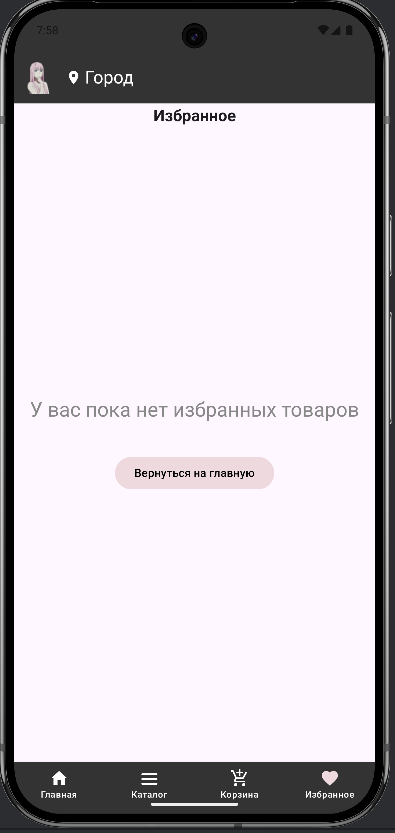 7:58
Город
Избранное
У вас пока нет избранных товаров
Вернуться на главную
Главная
Каталог
Корзина
Избранное